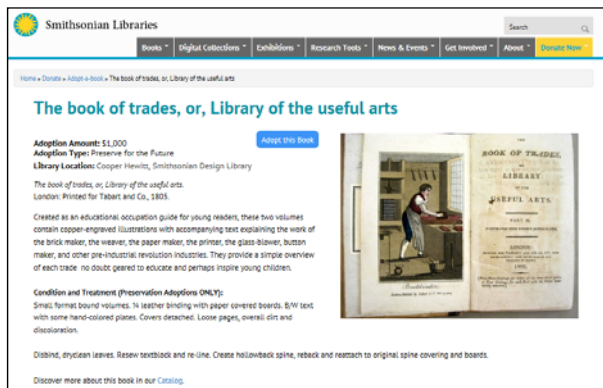 Smithsonian Libraries
Search
Books
Digital Collections
Exhibitions
Research Tools
News & Events
Get Involved
About
Donate Now
Home » Donate » Adopt-a-book » The book of trades, or, Library of the useful arts
The book of trades, or, Library of the useful arts
Adoption Amount: $1,000
Adopt this Book
Adoption Type: Preserve for the Future
Library Location: Cooper Hewitt, Smithsonian Design Library
The book of trades, or, Library of the useful arts.
London: Printed for Tabart and Co., 1805.
Created as an educational occupation guide for young readers, these two volumes
contain copper-engraved illustrations with accompanying text explaining the work of
the brick maker, the weaver, the paper maker, the printer, the glass-blower, button
maker, and other pre-industrial revolution industries. They provide a simple overview
of each trade no doubt geared to educate and perhaps inspire young children.
Condition and Treatment (Preservation Adoptions ONLY):
Small format bound volumes, ¼ leather binding with paper covered boards. B/W text
with some hand-colored plates. Covers detached. Loose pages, overall dirt and
discoloration.
Disbind, dryclean leaves. Resew textblock and re-line. Create hollowback spine, reback and reattach to original spine covering and boards.
Discover more about this book in our Catalog.
THE
BOOK OF TRADES,
OR
LIBRARY
OF THE
USEFUL ARTS.
PART II.
LONDON:
1805.